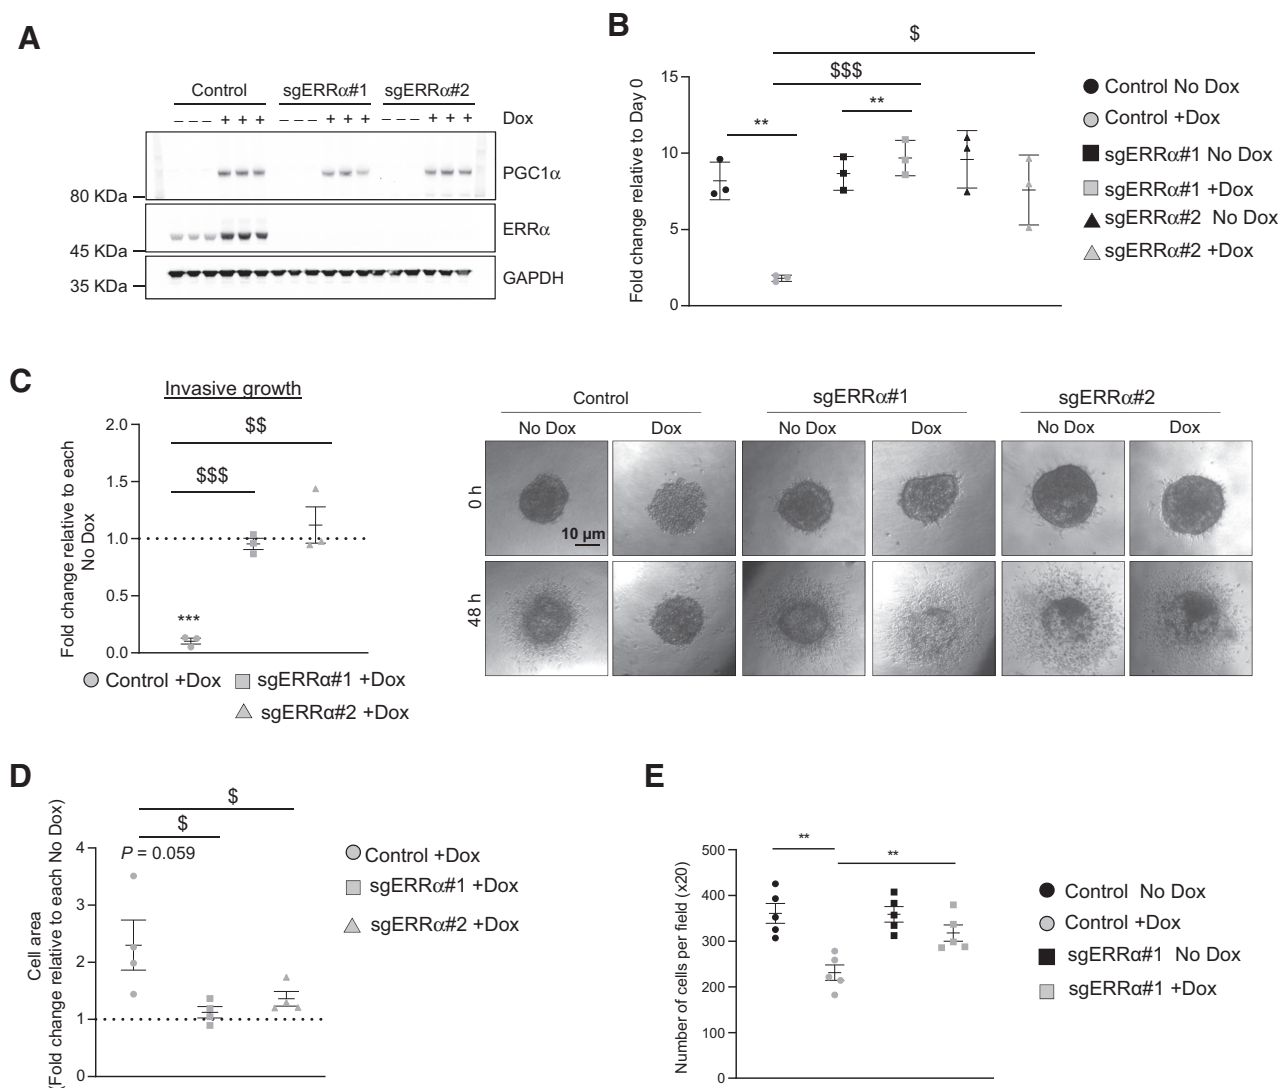 A
Control sgERRα#1 sgERRα#2
– – – + + + – – – + + + – – – + + + Dox
PGC1α
80 KDa
ERRα
45 KDa
GAPDH
35 KDa
B
Fold change relative to Day 0
15
10
5
0
$
$$$
**
**
Control No Dox
Control +Dox
sgERRα#1 No Dox
sgERRα#1 +Dox
sgERRα#2 No Dox
sgERRα#2 +Dox
C
Invasive growth
Fold change relative to each
No Dox
2.0
1.5
1.0
0.5
0.0
$$
$$$
***
Control +Dox sgERRα#1 +Dox
sgERRα#2 +Dox
Control sgERRα#1 sgERRα#2
No Dox Dox No Dox Dox No Dox Dox
0 h
10 µm
48 h
D
Cell area
(Fold change relative to each No Dox)
4
3
2
1
0
$
$
P = 0.059
Control +Dox
sgERRα#1 +Dox
sgERRα#2 +Dox
E
Number of cells per field (x20)
500
400
300
200
100
0
**
**
Control No Dox
Control +Dox
sgERRα#1 No Dox
sgERRα#1 +Dox